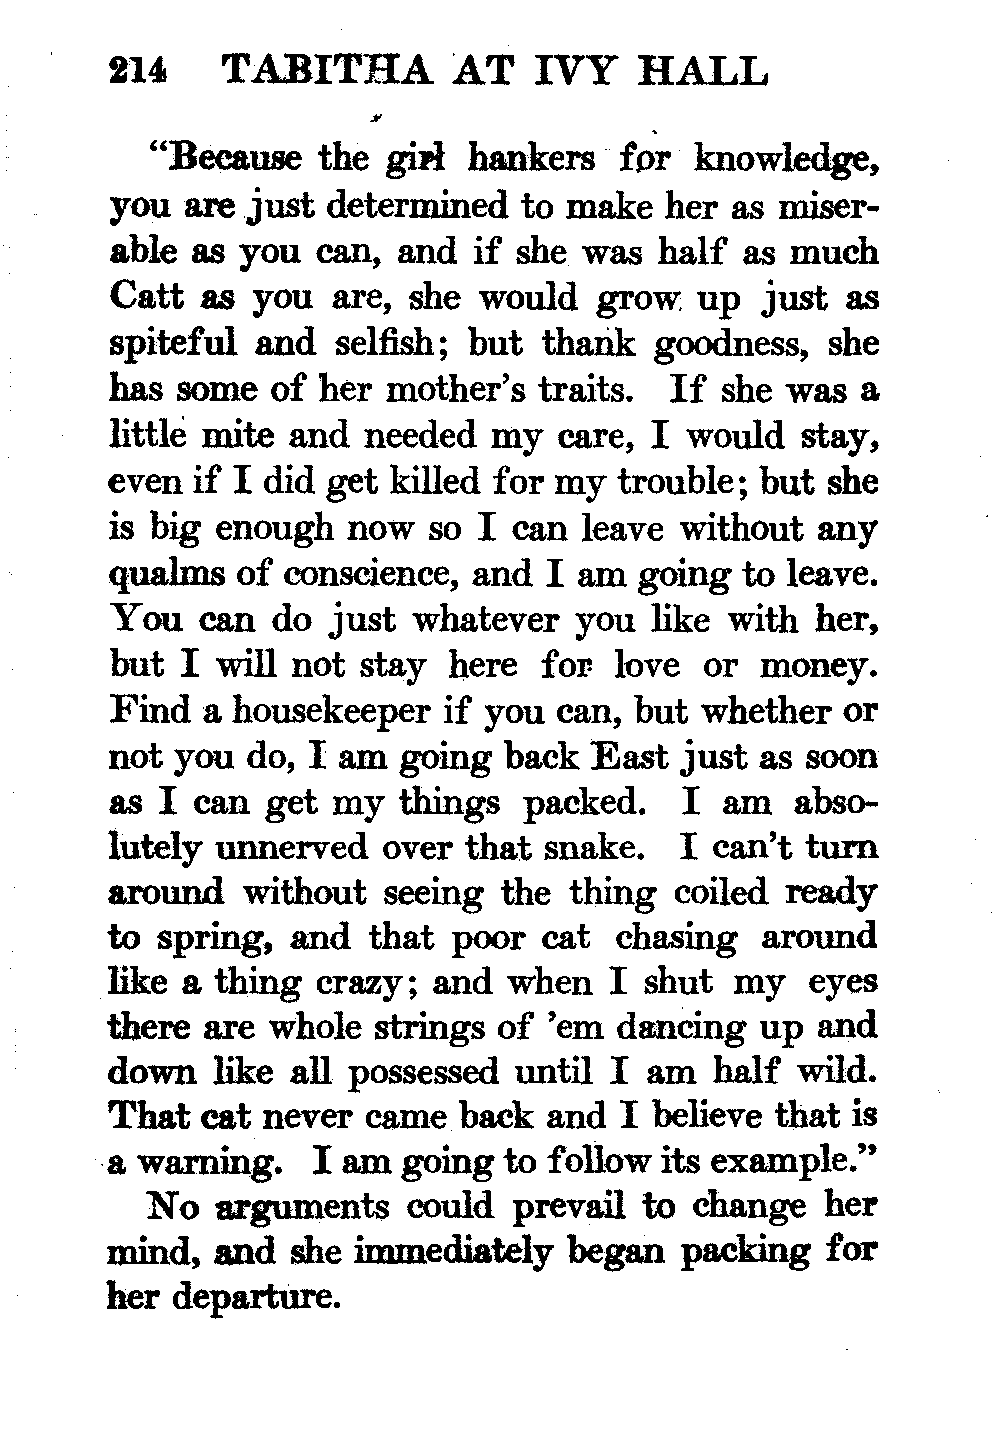 214 TABITHA AT IVY HALL
“Because the girl hankers for knowledge,
you are just determined to make her as miser-
able as you can, and if she was half as much
Catt as you are, she would grow up just as
spiteful and selfish; but thank goodness, she
has some of her mother’s traits. If she was a
little mite and needed my care, I would stay,
even if I did get killed for my trouble; but she
is big enough now so I can leave without any
qualms of conscience, and I am going to leave.
You can do just whatever you like with her,
but I will not stay here for love or money.
Find a housekeeper if you can, but whether or
not you do, I am going back East just as soon
as I can get my things packed. I am abso-
lutely unnerved over that snake. I can’t turn
around without seeing the thing coiled ready
to spring, and that poor cat chasing around
like a thing crazy; and when I shut my eyes
there are whole strings of ’em dancing up and
down like all possessed until I am half wild.
That cat never came back and I believe that is
a warning. I am going to follow its example.”
No arguments could prevail to change her
mind, and she immediately began packing for
her departure.